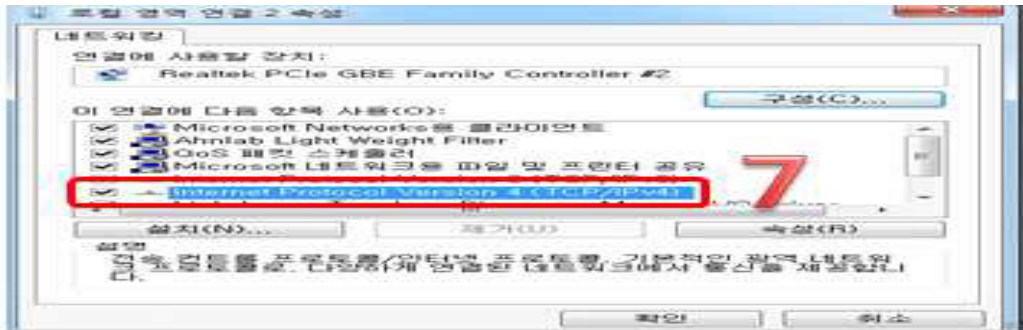 로컬 영역 연결 2 속성
네트워킹
연결에 사용할 장치:
Realtek PCIe GBE Family Controller #2
구성(C)...
이 연결에 다음 항목 사용(O):
Microsoft Networks용 클라이언트
Ahnlab Light Weight Filter
QoS 패킷 스케줄러
Microsoft 네트워크용 파일 및 프린터 공유
Internet Protocol Version 4 (TCP/IPv4)
7
설치(N)...
제거(U)
속성(R)
설명
전송 컨트롤 프로토콜/인터넷 프로토콜. 기본적인 광역 네트워
크 프로토콜로, 다양하게 연결된 네트워크에서 통신을 제공합니
다.
확인
취소